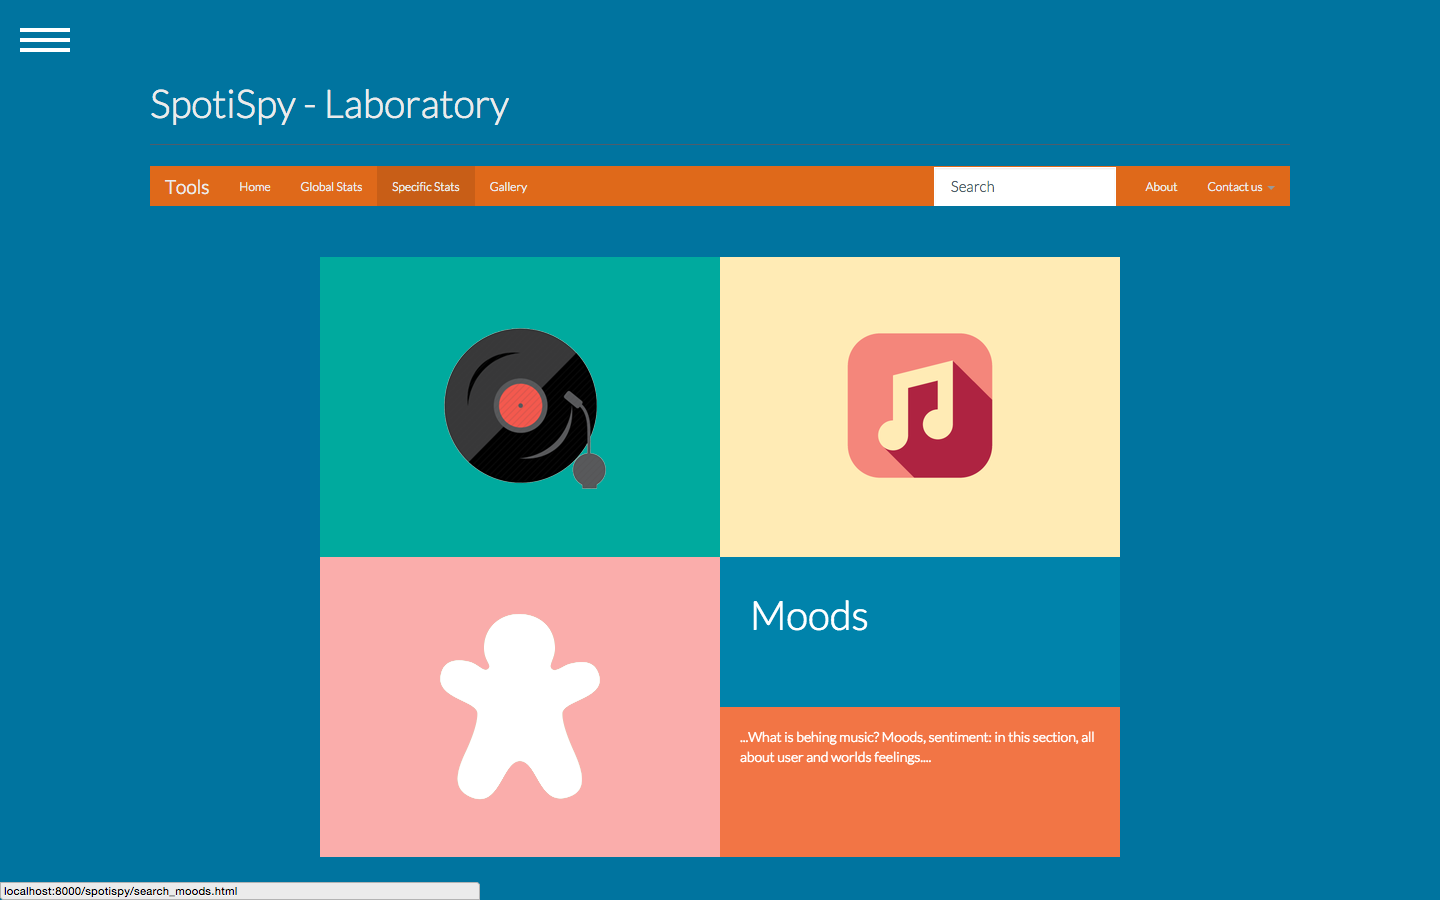 SpotiSpy - Laboratory
Tools Home Global Stats Specific Stats Gallery Search About Contact us
Moods
...What is behing music? Moods, sentiment: in this section, all
about user and worlds feelings....
localhost:8000/spotispy/search_moods.html